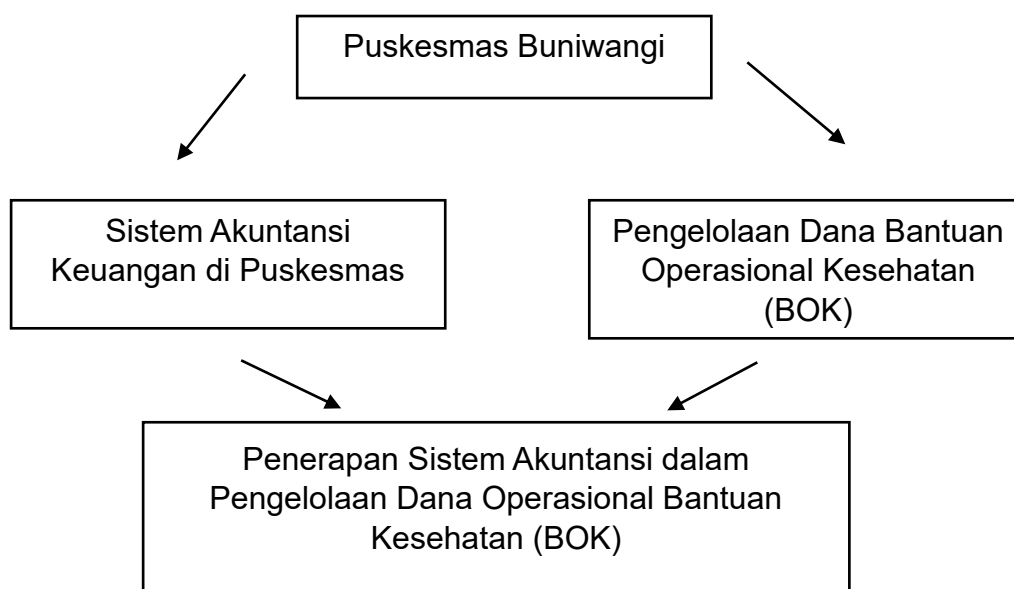 Puskesmas Buniwangi
Sistem Akuntansi
Keuangan di Puskesmas
Pengelolaan Dana Bantuan
Operasional Kesehatan
(BOK)
Penerapan Sistem Akuntansi dalam
Pengelolaan Dana Operasional Bantuan
Kesehatan (BOK)